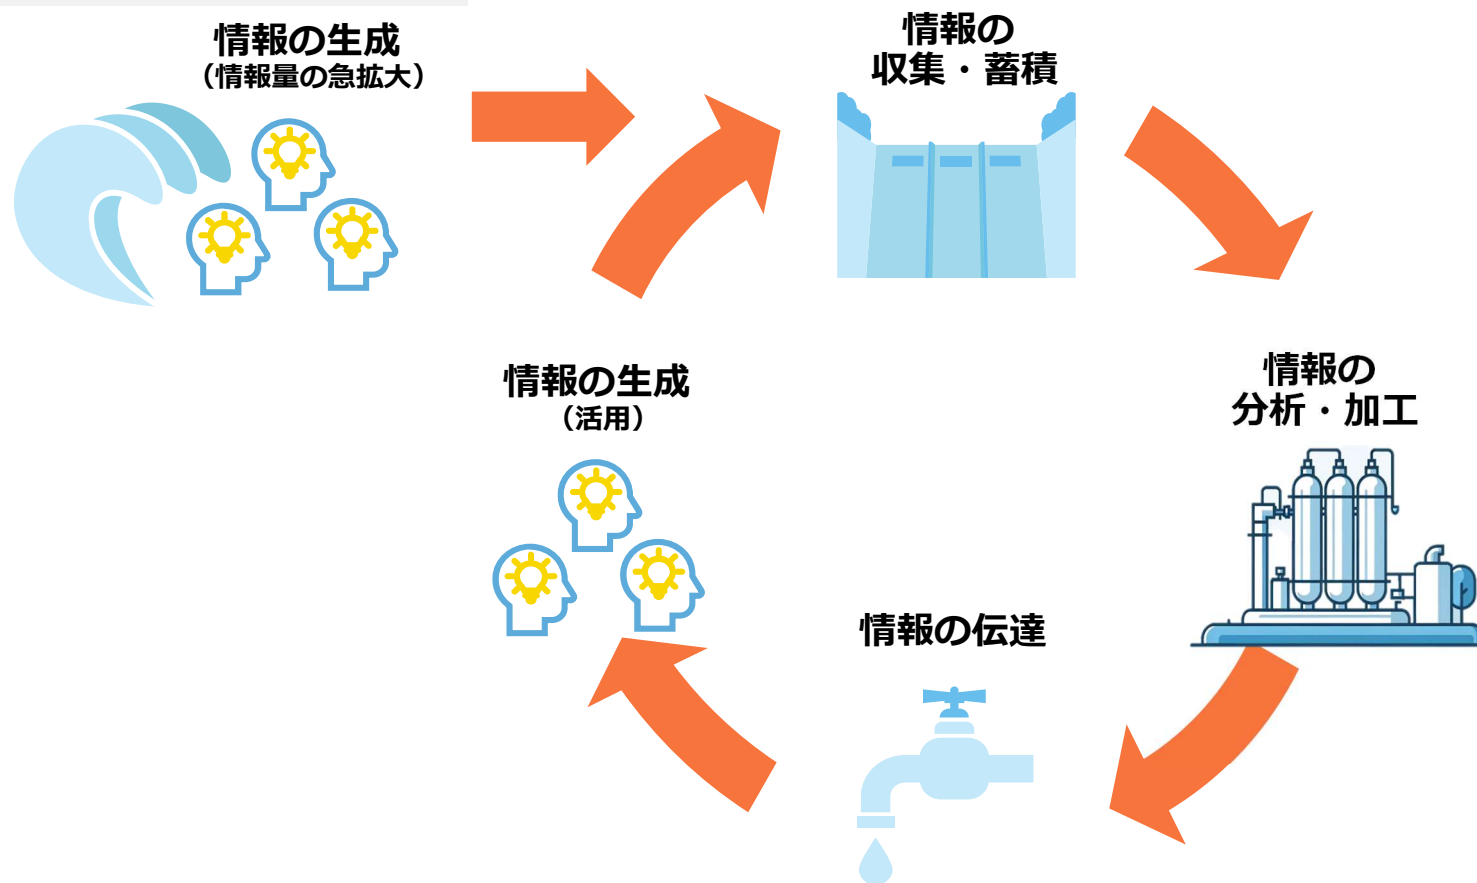 情報の生成
（情報量の急拡大）
情報の
収集・蓄積
情報の
分析・加工
情報の伝達
情報の生成
（活用）